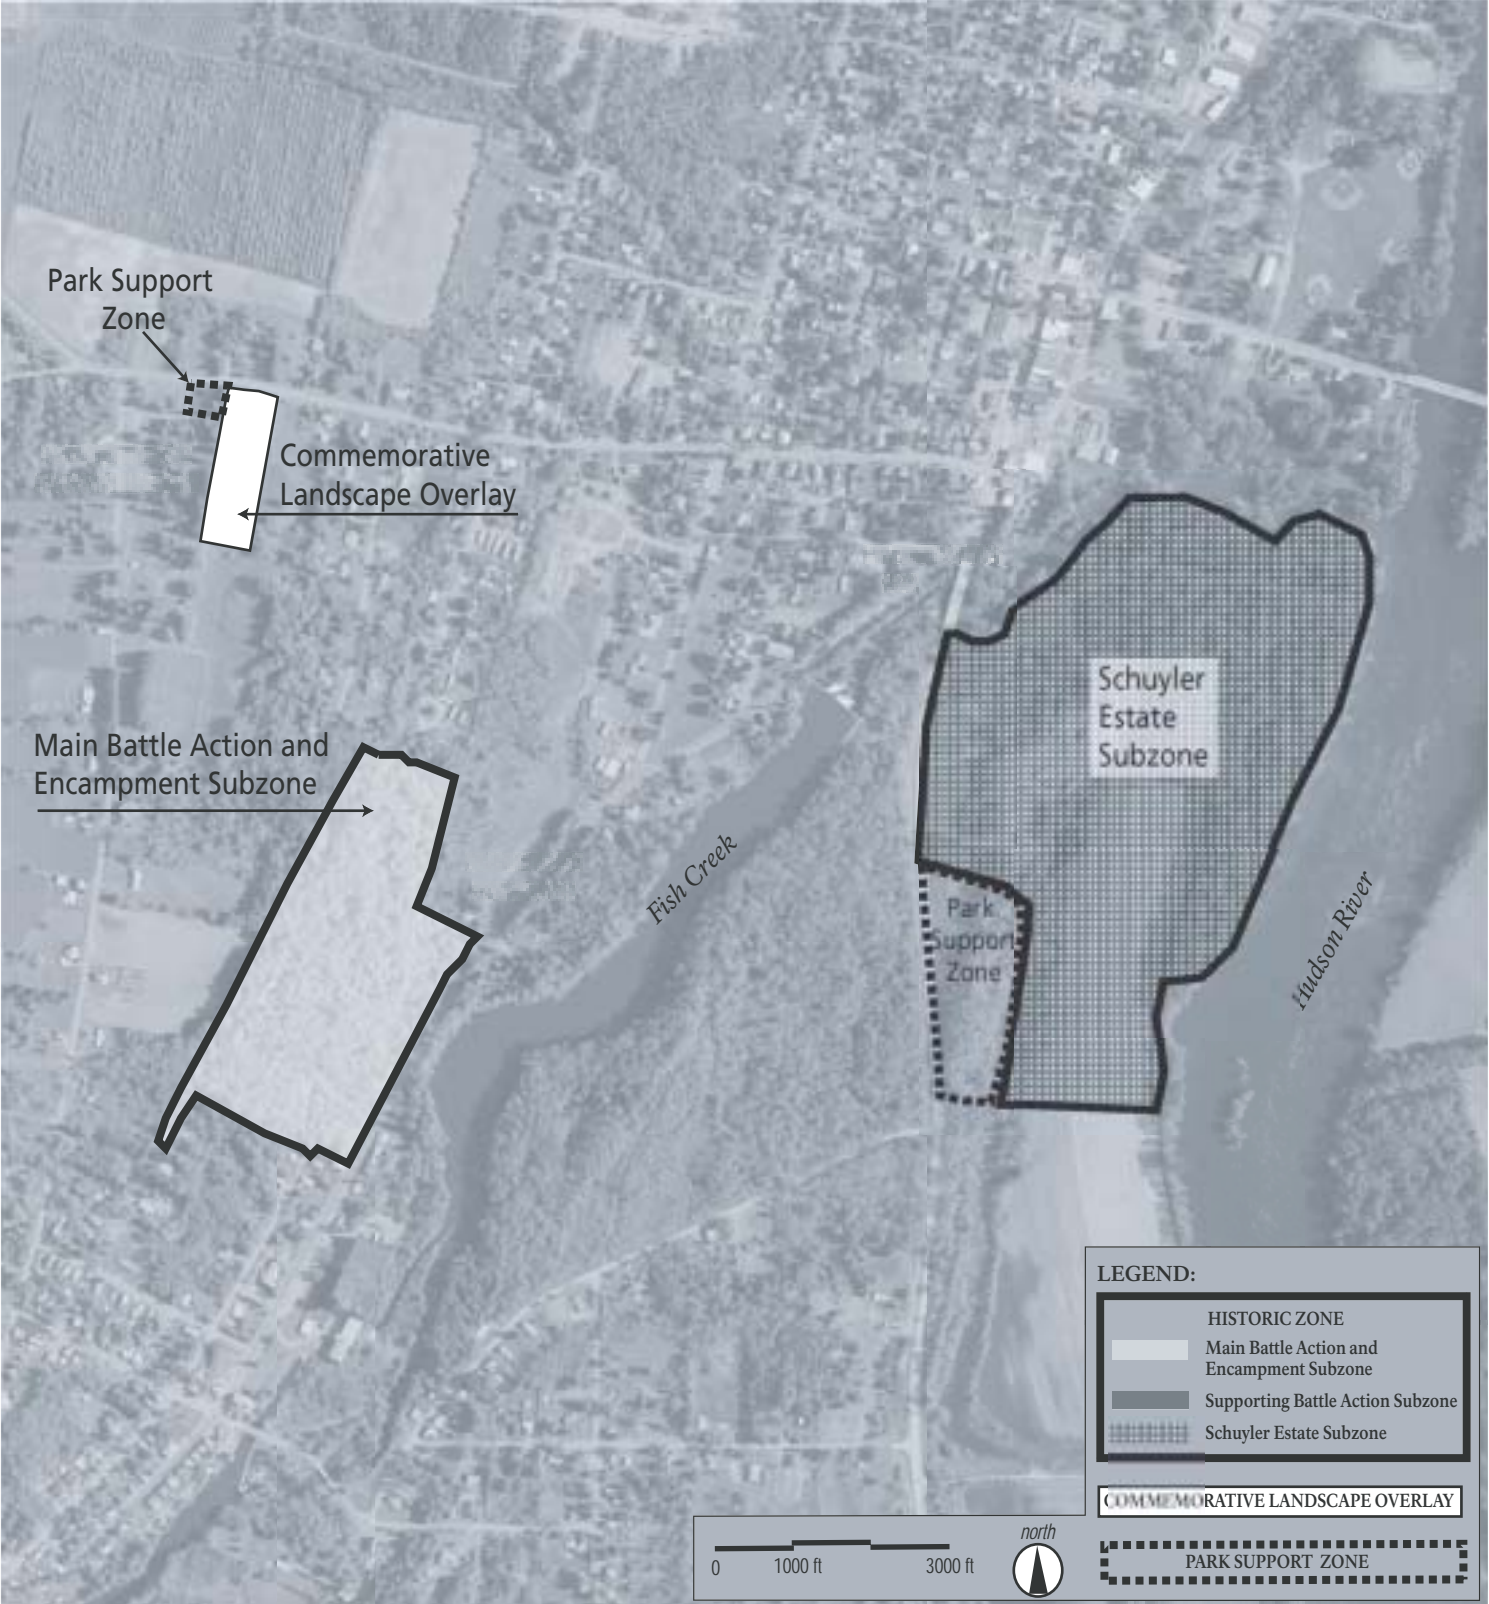 Park Support
Zone
Commemorative
Landscape Overlay
Main Battle Action and
Encampment Subzone
Schuyler
Estate
Subzone
Fish Creek
Park
Support
Zone
Hudson River
LEGEND:
HISTORIC ZONE
Main Battle Action and
Encampment Subzone
Supporting Battle Action Subzone
Schuyler Estate Subzone
COMMEMORATIVE LANDSCAPE OVERLAY
PARK SUPPORT ZONE
north
0 1000 ft 3000 ft